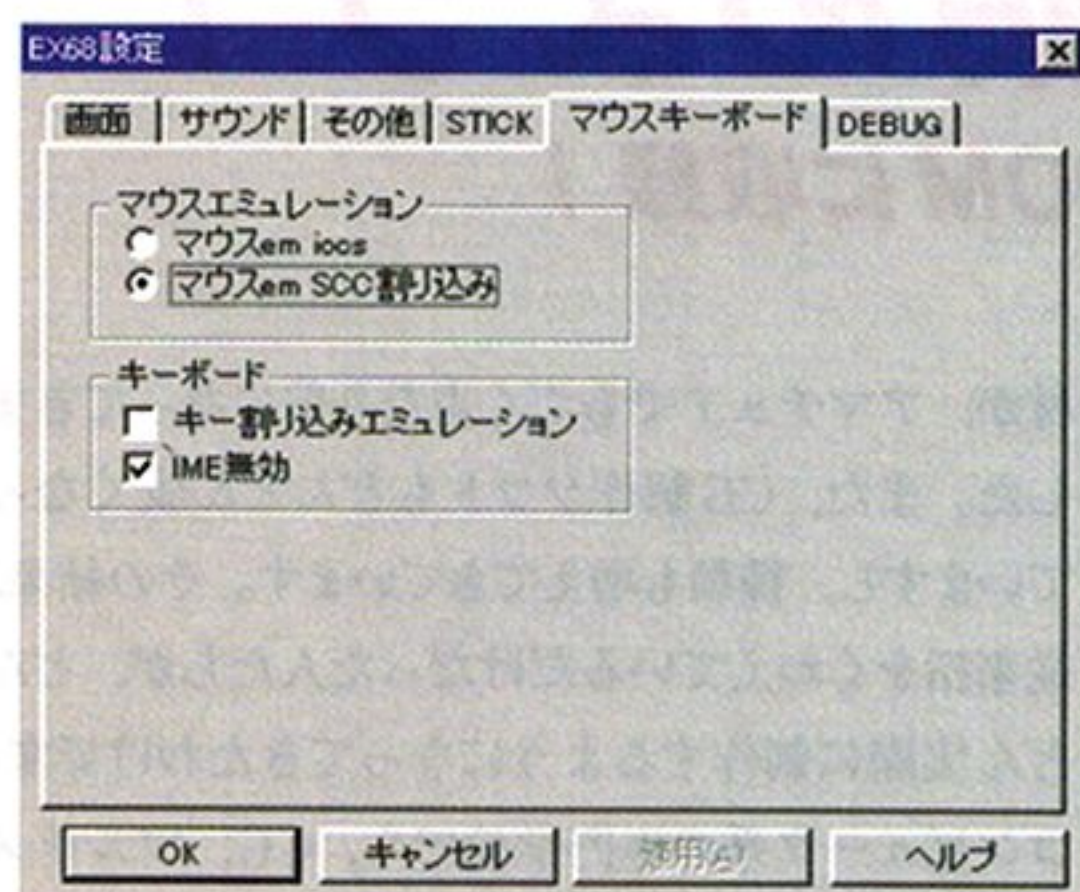 EX68設定
画面 サウンド その他 STICK マウスキーボード DEBUG
マウスエミュレーション
マウスem iocs
マウスem SCC割り込み
キーボード
キー割り込みエミュレーション
IME無効
OK キャンセル 適用(A) ヘルプ